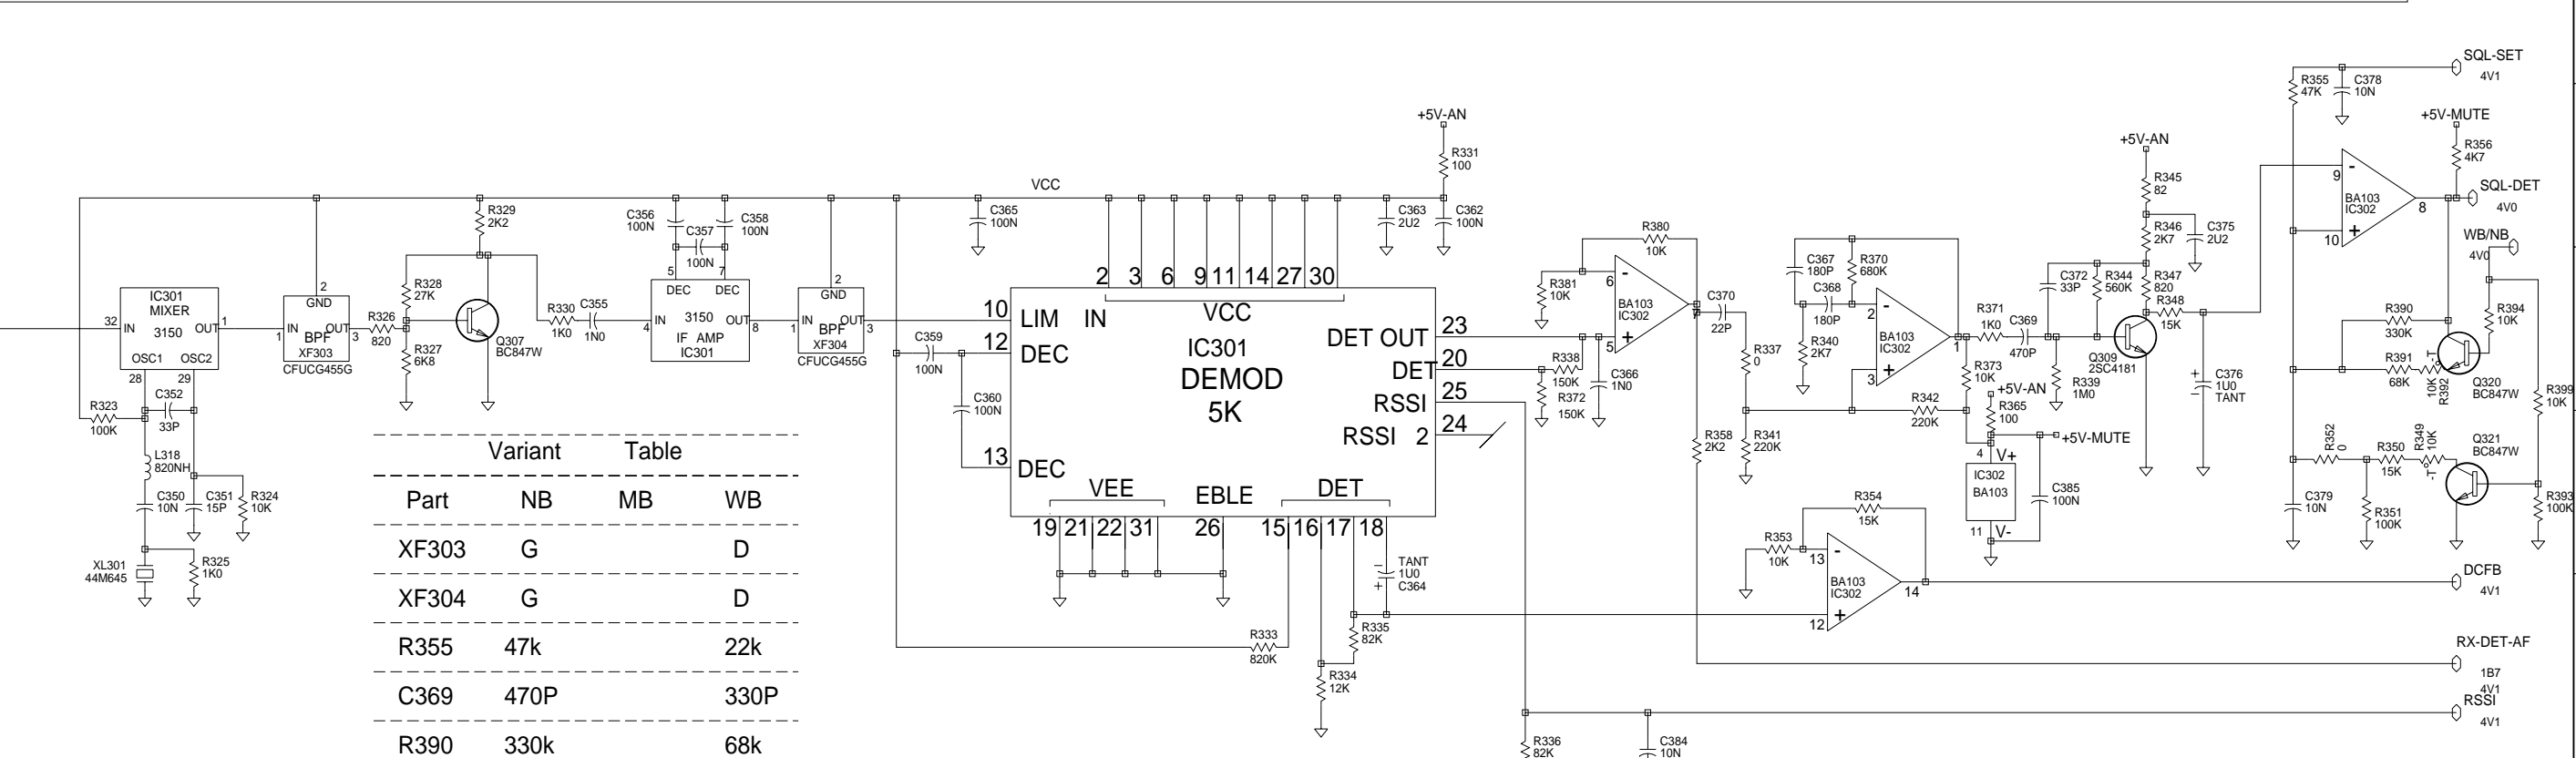 SQL-SET
4V1
R355
47K
C378
10N
+5V-MUTE
R356
4K7
SQL-DET
4V0
BA103
IC302
9
-
10
+
8
WB/NB
4V0
+5V-AN
R331
100
VCC
R329
2K2
C356
100N
C357
100N
C358
100N
C365
100N
C363
2U2
C362
100N
IC301
MIXER
3150
32
IN
OUT
1
OSC1
OSC2
28
29
2
GND
IN
OUT
1
BPF
3
XF303
CFUCG455G
R326
820
R328
27K
R327
6K8
Q307
BC847W
R330
1K0
C355
1N0
5
7
DEC
DEC
3150
4
IN
OUT
8
IF AMP
IC301
2
GND
1
IN
OUT
3
BPF
XF304
CFUCG455G
C359
100N
C360
100N
R323
100K
C352
33P
L318
820NH
C350
10N
C351
15P
R324
10K
XL301
44M645
R325
1K0
Variant Table
Part NB MB WB
XF303 G D
XF304 G D
R355 47k 22k
C369 470P 330P
R390 330k 68k
2 3 6 9 11 14 27 30
10 LIM IN
VCC
12 DEC
13 DEC
IC301
DEMOD
5K
DET OUT 23
DET 20
RSSI 25
RSSI 2 24
VEE EBLE DET
19 21 22 31 26 15 16 17 18
TANT
1U0
C364
-
+
R333
820K
R335
82K
R334
12K
R336
82K
C384
10N
R380
10K
R381
10K
6
-
BA103
IC302
5
+
7
R338
150K
R372
150K
C366
1N0
C370
22P
R337
0
R358
2K2
R341
220K
C367
180P
R370
680K
C368
180P
R340
2K7
2
-
BA103
IC302
3
+
1
R342
220K
R371
1K0
C369
470P
R373
10K
+5V-AN
R365
100
+5V-MUTE
4
V+
IC302
BA103
11
V-
C385
100N
R354
15K
R353
10K
13
-
BA103
IC302
12
+
14
+5V-AN
R345
82
R346
2K7
C375
2U2
C372
33P
R344
560K
R347
820
R348
15K
Q309
2SC4181
R339
1M0
+
-
C376
1U0
TANT
R390
330K
R391
68K
10K
R392
-T°
R394
10K
Q320
BC847W
R399
10K
R352
0
R350
15K
R349
10K
-T°
Q321
BC847W
R351
100K
C379
10N
R393
100K
DCFB
4V1
RX-DET-AF
1B7
4V1
RSSI
4V1